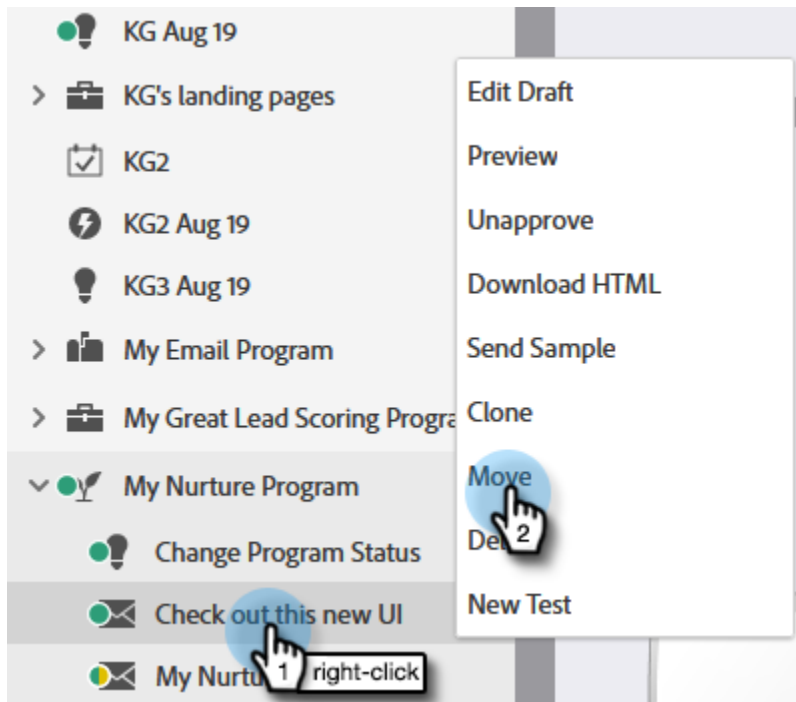 KG Aug 19
KG's landing pages
KG2
KG2 Aug 19
KG3 Aug 19
My Email Program
My Great Lead Scoring Progra
My Nurture Program
Change Program Status
Check out this new UI
My Nurtu
1 right-click
Edit Draft
Preview
Unapprove
Download HTML
Send Sample
Clone
Move
2
New Test